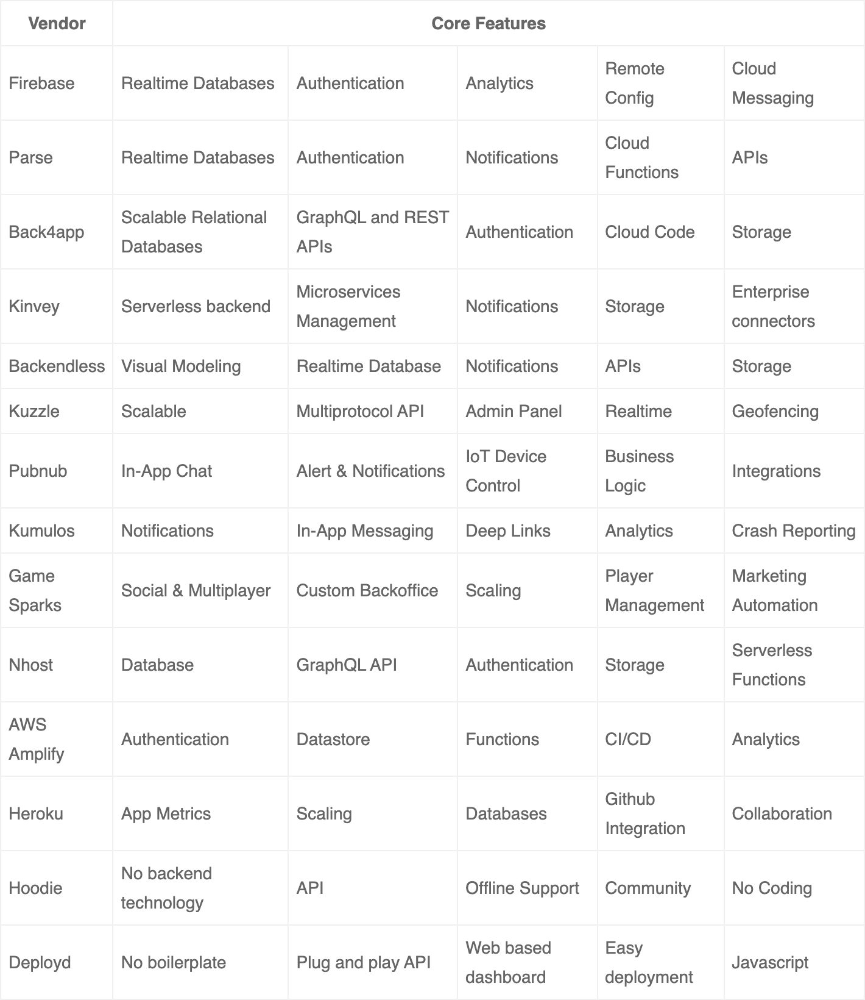 Vendor Core Features
Firebase Realtime Databases Authentication Analytics Remote Config Cloud Messaging
Parse Realtime Databases Authentication Notifications Cloud Functions APIs
Back4app Scalable Relational Databases GraphQL and REST APIs Authentication Cloud Code Storage
Kinvey Serverless backend Microservices Management Notifications Storage Enterprise connectors
Backendless Visual Modeling Realtime Database Notifications APIs Storage
Kuzzle Scalable Multiprotocol API Admin Panel Realtime Geofencing
Pubnub In-App Chat Alert & Notifications IoT Device Control Business Logic Integrations
Kumulos Notifications In-App Messaging Deep Links Analytics Crash Reporting
Game Sparks Social & Multiplayer Custom Backoffice Scaling Player Management Marketing Automation
Nhost Database GraphQL API Authentication Storage Serverless Functions
AWS Amplify Authentication Datastore Functions CI/CD Analytics
Heroku App Metrics Scaling Databases Github Integration Collaboration
Hoodie No backend technology API Offline Support Community No Coding
Deployd No boilerplate Plug and play API Web based dashboard Easy deployment Javascript